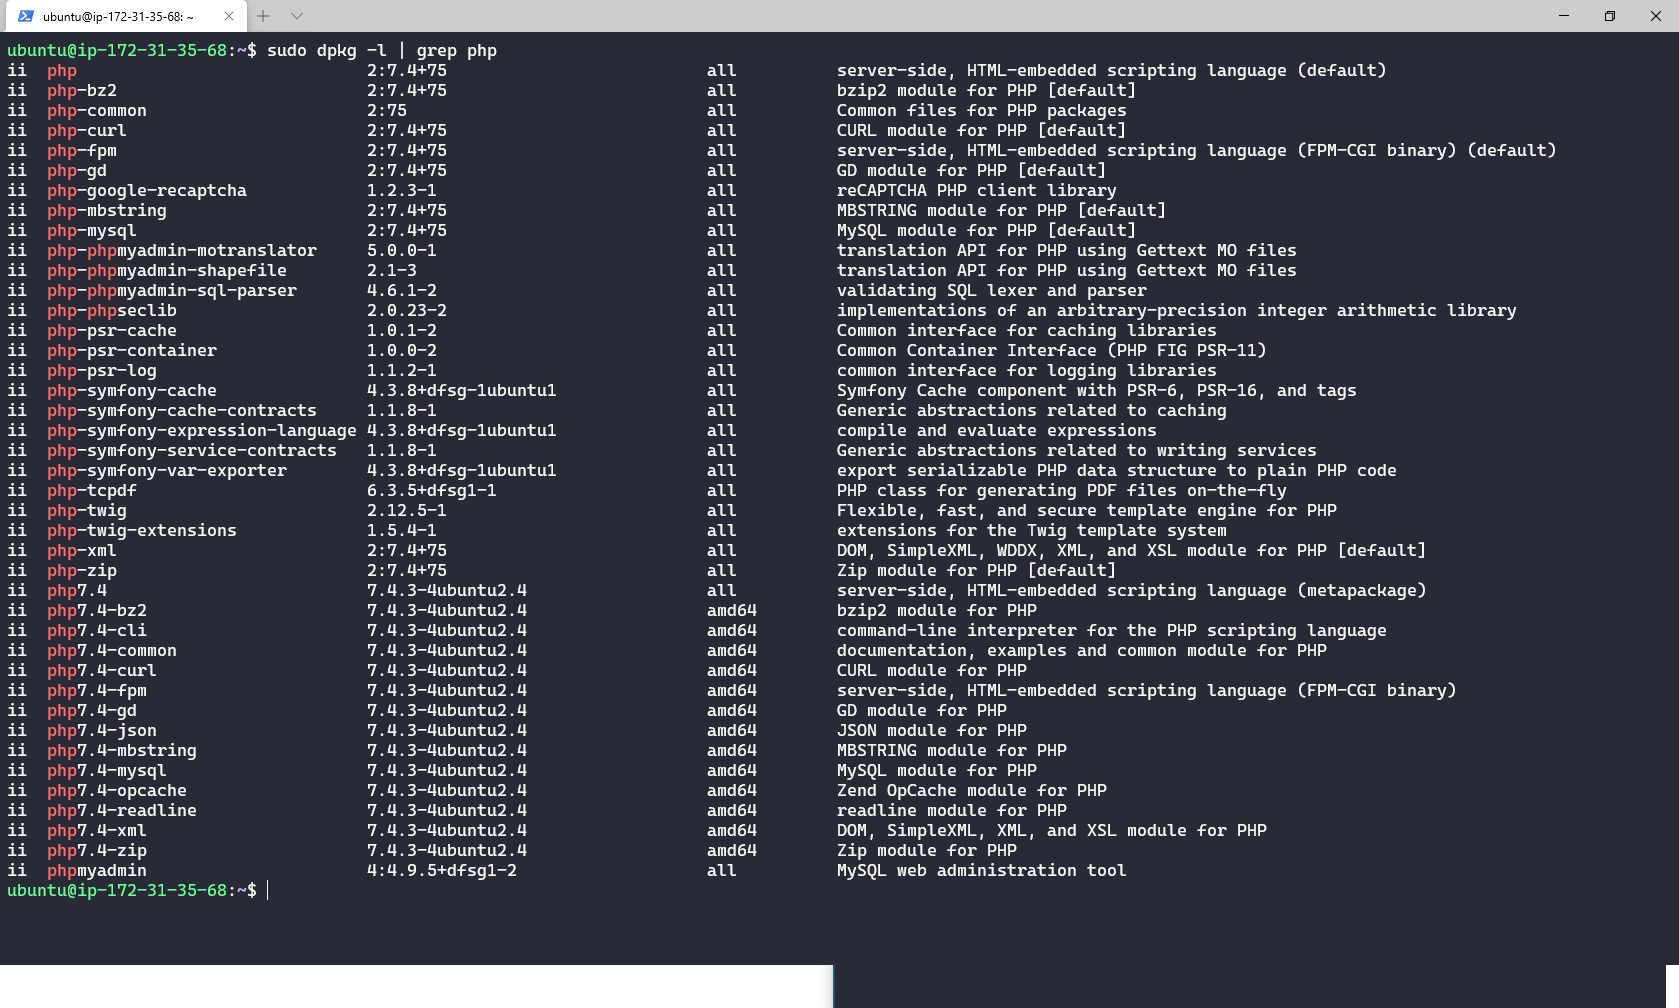 ubuntu@ip-172-31-35-68: ~
ubuntu@ip-172-31-35-68:~$ sudo dpkg -l | grep php
ii  php                             2:7.4+75                          all          server-side, HTML-embedded scripting language (default)
ii  php-bz2                         2:7.4+75                          all          bzip2 module for PHP [default]
ii  php-common                      2:75                              all          Common files for PHP packages
ii  php-curl                        2:7.4+75                          all          CURL module for PHP [default]
ii  php-fpm                         2:7.4+75                          all          server-side, HTML-embedded scripting language (FPM-CGI binary) (default)
ii  php-gd                          2:7.4+75                          all          GD module for PHP [default]
ii  php-google-recaptcha            1.2.3-1                           all          reCAPTCHA PHP client library
ii  php-mbstring                    2:7.4+75                          all          MBSTRING module for PHP [default]
ii  php-mysql                       2:7.4+75                          all          MySQL module for PHP [default]
ii  php-phpmyadmin-motranslator     5.0.0-1                           all          translation API for PHP using Gettext MO files
ii  php-phpmyadmin-shapefile        2.1-3                             all          translation API for PHP using Gettext MO files
ii  php-phpmyadmin-sql-parser       4.6.1-2                           all          validating SQL lexer and parser
ii  php-phpseclib                   2.0.23-2                          all          implementations of an arbitrary-precision integer arithmetic library
ii  php-psr-cache                   1.0.1-2                           all          Common interface for caching libraries
ii  php-psr-container               1.0.0-2                           all          Common Container Interface (PHP FIG PSR-11)
ii  php-psr-log                     1.1.2-1                           all          common interface for logging libraries
ii  php-symfony-cache               4.3.8+dfsg-1ubuntu1               all          Symfony Cache component with PSR-6, PSR-16, and tags
ii  php-symfony-cache-contracts     1.1.8-1                           all          Generic abstractions related to caching
ii  php-symfony-expression-language 4.3.8+dfsg-1ubuntu1               all          compile and evaluate expressions
ii  php-symfony-service-contracts   1.1.8-1                           all          Generic abstractions related to writing services
ii  php-symfony-var-exporter        4.3.8+dfsg-1ubuntu1               all          export serializable PHP data structure to plain PHP code
ii  php-tcpdf                       6.3.5+dfsg1-1                     all          PHP class for generating PDF files on-the-fly
ii  php-twig                        2.12.5-1                          all          Flexible, fast, and secure template engine for PHP
ii  php-twig-extensions             1.5.4-1                           all          extensions for the Twig template system
ii  php-xml                         2:7.4+75                          all          DOM, SimpleXML, WDDX, XML, and XSL module for PHP [default]
ii  php-zip                         2:7.4+75                          all          Zip module for PHP [default]
ii  php7.4                          7.4.3-4ubuntu2.4                  all          server-side, HTML-embedded scripting language (metapackage)
ii  php7.4-bz2                      7.4.3-4ubuntu2.4                  amd64        bzip2 module for PHP
ii  php7.4-cli                      7.4.3-4ubuntu2.4                  amd64        command-line interpreter for the PHP scripting language
ii  php7.4-common                   7.4.3-4ubuntu2.4                  amd64        documentation, examples and common module for PHP
ii  php7.4-curl                     7.4.3-4ubuntu2.4                  amd64        CURL module for PHP
ii  php7.4-fpm                      7.4.3-4ubuntu2.4                  amd64        server-side, HTML-embedded scripting language (FPM-CGI binary)
ii  php7.4-gd                       7.4.3-4ubuntu2.4                  amd64        GD module for PHP
ii  php7.4-json                     7.4.3-4ubuntu2.4                  amd64        JSON module for PHP
ii  php7.4-mbstring                 7.4.3-4ubuntu2.4                  amd64        MBSTRING module for PHP
ii  php7.4-mysql                    7.4.3-4ubuntu2.4                  amd64        MySQL module for PHP
ii  php7.4-opcache                  7.4.3-4ubuntu2.4                  amd64        Zend OpCache module for PHP
ii  php7.4-readline                 7.4.3-4ubuntu2.4                  amd64        readline module for PHP
ii  php7.4-xml                      7.4.3-4ubuntu2.4                  amd64        DOM, SimpleXML, XML, and XSL module for PHP
ii  php7.4-zip                      7.4.3-4ubuntu2.4                  amd64        Zip module for PHP
ii  phpmyadmin                      4:4.9.5+dfsg1-2                   all          MySQL web administration tool
ubuntu@ip-172-31-35-68:~$